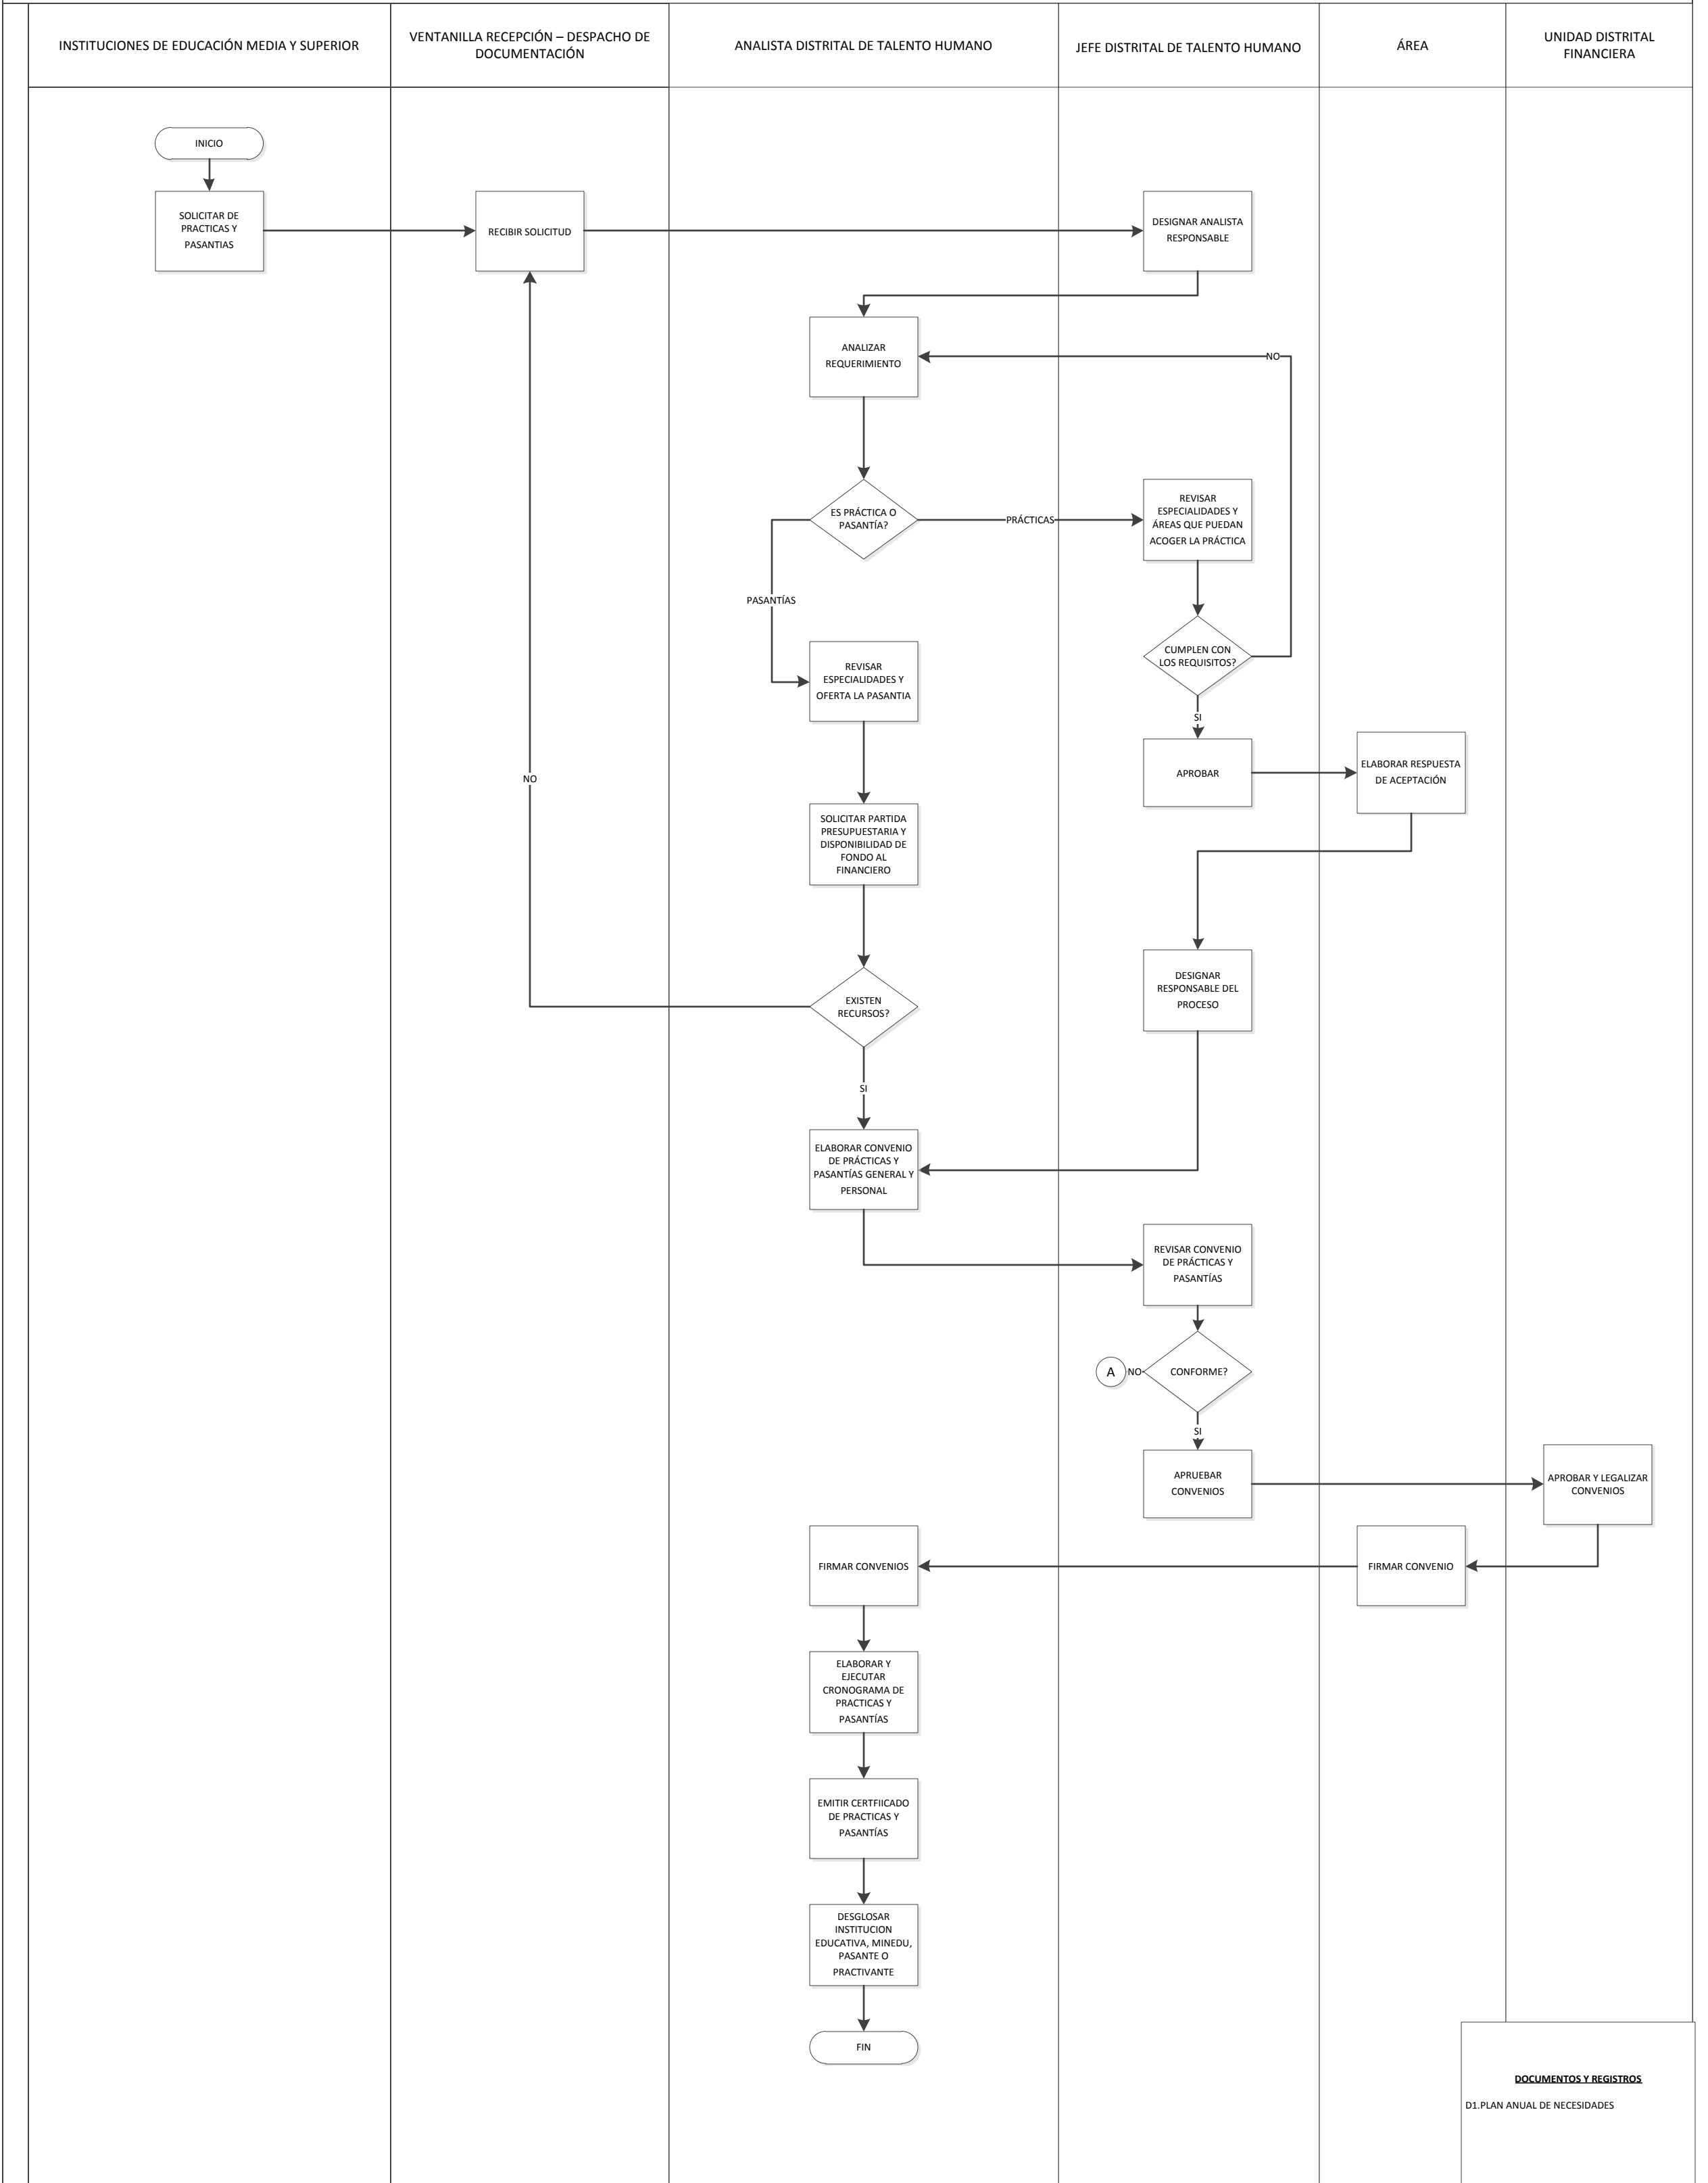 INSTITUCIONES DE EDUCACIÓN MEDIA Y SUPERIOR
VENTANILLA RECEPCIÓN – DESPACHO DE
DOCUMENTACIÓN
ANALISTA DISTRITAL DE TALENTO HUMANO
JEFE DISTRITAL DE TALENTO HUMANO
ÁREA
UNIDAD DISTRITAL
FINANCIERA
INICIO
SOLICITAR DE
PRACTICAS Y
PASANTIAS
RECIBIR SOLICITUD
DESIGNAR ANALISTA
RESPONSABLE
ANALIZAR
REQUERIMIENTO
NO
ES PRÁCTICA O
PASANTÍA?
PRÁCTICAS
REVISAR
ESPECIALIDADES Y
ÁREAS QUE PUEDAN
ACOGER LA PRÁCTICA
PASANTÍAS
CUMPLEN CON
LOS REQUISITOS?
REVISAR
ESPECIALIDADES Y
OFERTA LA PASANTIA
SI
APROBAR
ELABORAR RESPUESTA
DE ACEPTACIÓN
NO
SOLICITAR PARTIDA
PRESUPUESTARIA Y
DISPONIBILIDAD DE
FONDO AL
FINANCIERO
DESIGNAR
RESPONSABLE DEL
PROCESO
EXISTEN
RECURSOS?
SI
ELABORAR CONVENIO
DE PRÁCTICAS Y
PASANTÍAS GENERAL Y
PERSONAL
REVISAR CONVENIO
DE PRÁCTICAS Y
PASANTÍAS
A
NO
CONFORME?
SI
APRUEBAR
CONVENIOS
APROBAR Y LEGALIZAR
CONVENIOS
FIRMAR CONVENIOS
FIRMAR CONVENIO
ELABORAR Y
EJECUTAR
CRONOGRAMA DE
PRACTICAS Y
PASANTÍAS
EMITIR CERTFIICADO
DE PRACTICAS Y
PASANTÍAS
DESGLOSAR
INSTITUCION
EDUCATIVA, MINEDU,
PASANTE O
PRACTIVANTE
FIN
DOCUMENTOS Y REGISTROS
D1.PLAN ANUAL DE NECESIDADES